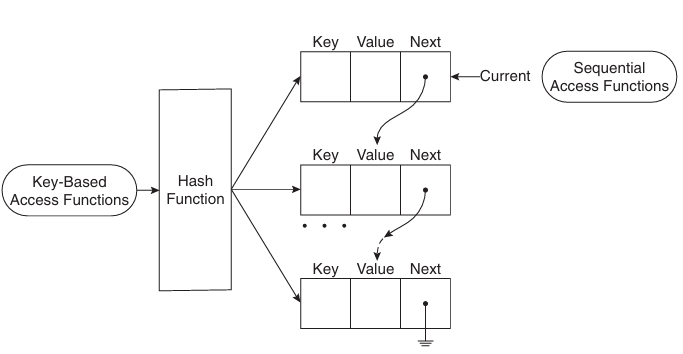 Key Value Next
Current
Sequential
Access Functions
Key Value Next
Key-Based
Access Functions
Hash
Function
• • •
Key Value Next